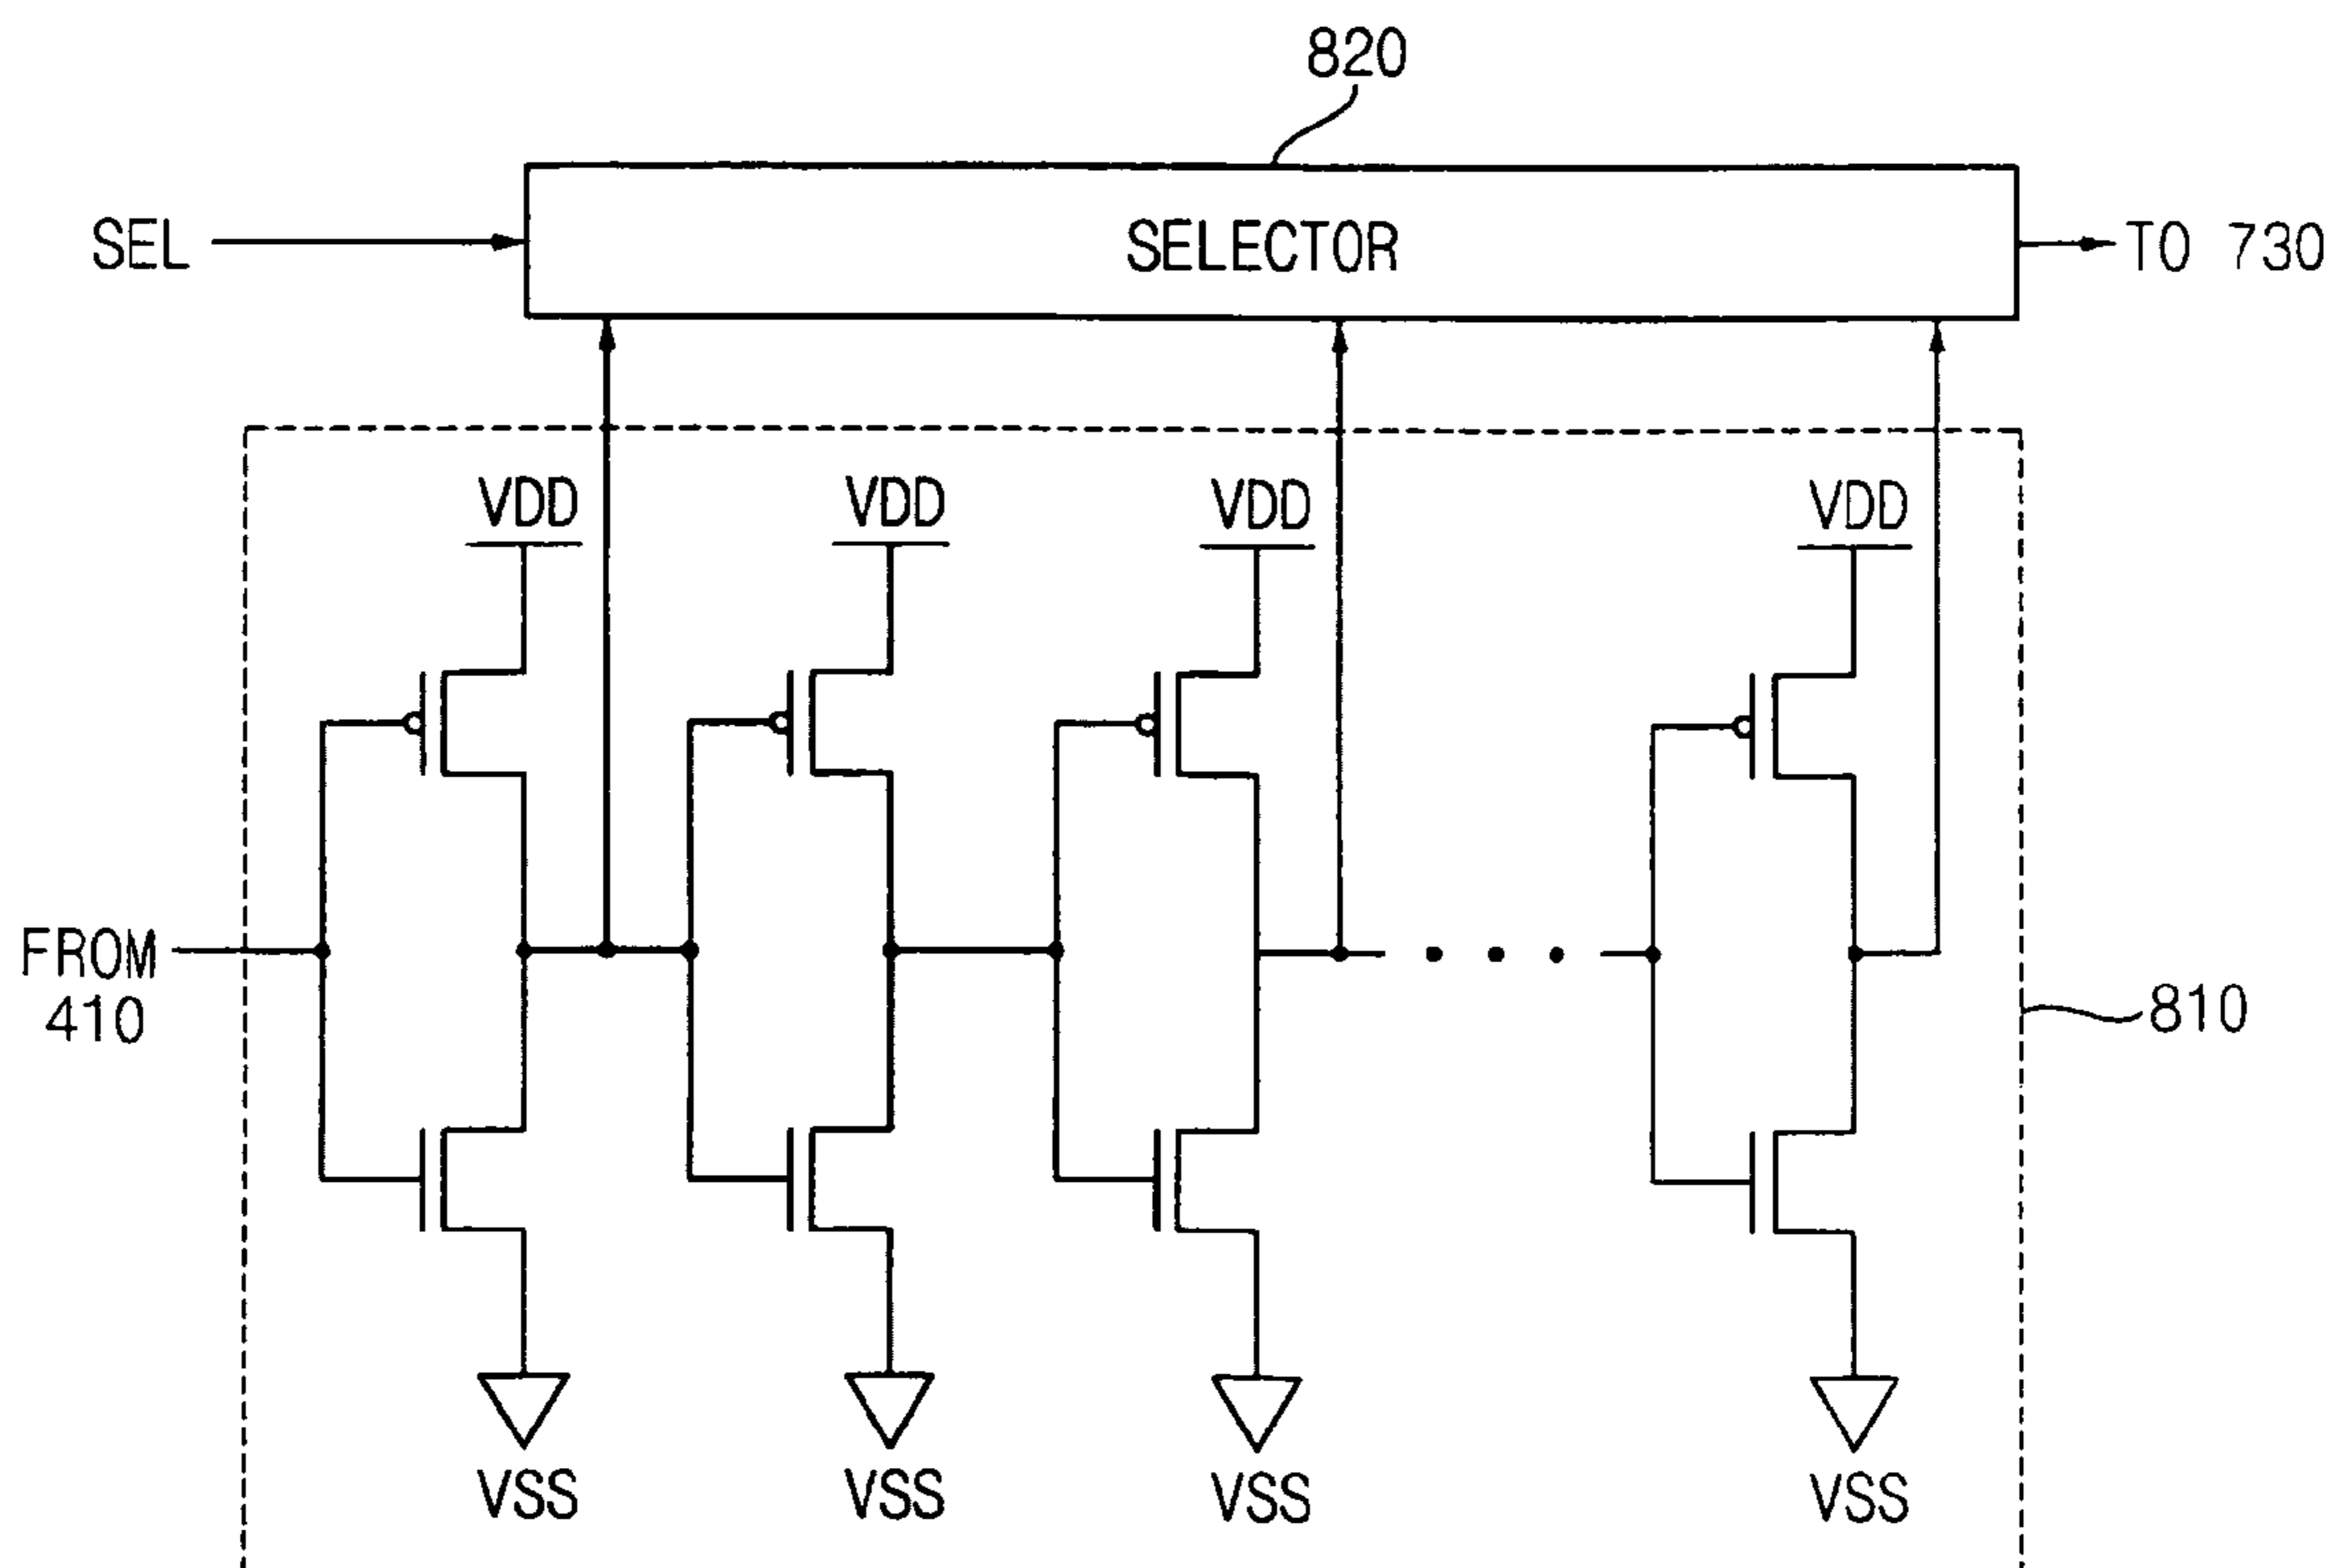 820
SEL
SELECTOR
TO 730
VDD
VDD
VDD
VDD
FROM
410
810
VSS
VSS
VSS
VSS